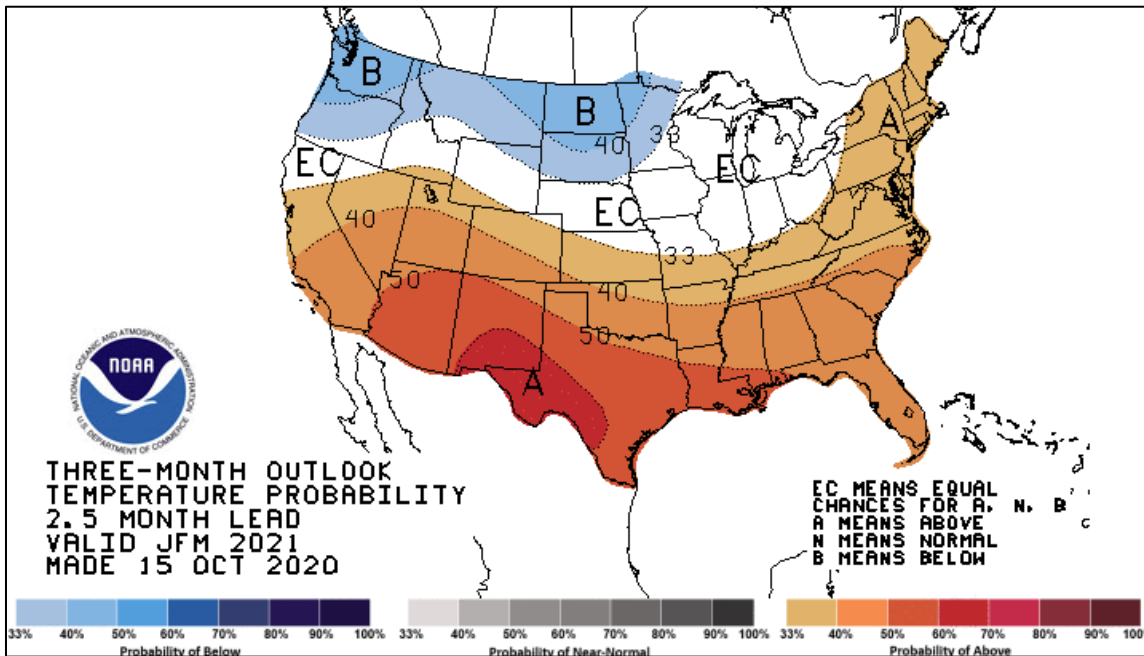 B
B
A
33
40
EC
EC
EC
40
33
50
40
50
A
NOAA
NATIONAL OCEANIC AND ATMOSPHERIC ADMINISTRATION
U.S. DEPARTMENT OF COMMERCE
THREE-MONTH OUTLOOK
TEMPERATURE PROBABILITY
2.5 MONTH LEAD
VALID JFM 2021
MADE 15 OCT 2020
EC MEANS EQUAL
CHANCES FOR A, N, B
A MEANS ABOVE
N MEANS NORMAL
B MEANS BELOW
33% 40% 50% 60% 70% 80% 90% 100%
Probability of Below
33% 40% 50% 60% 70% 80% 90% 100%
Probability of Near-Normal
33% 40% 50% 60% 70% 80% 90% 100
Probability of Above